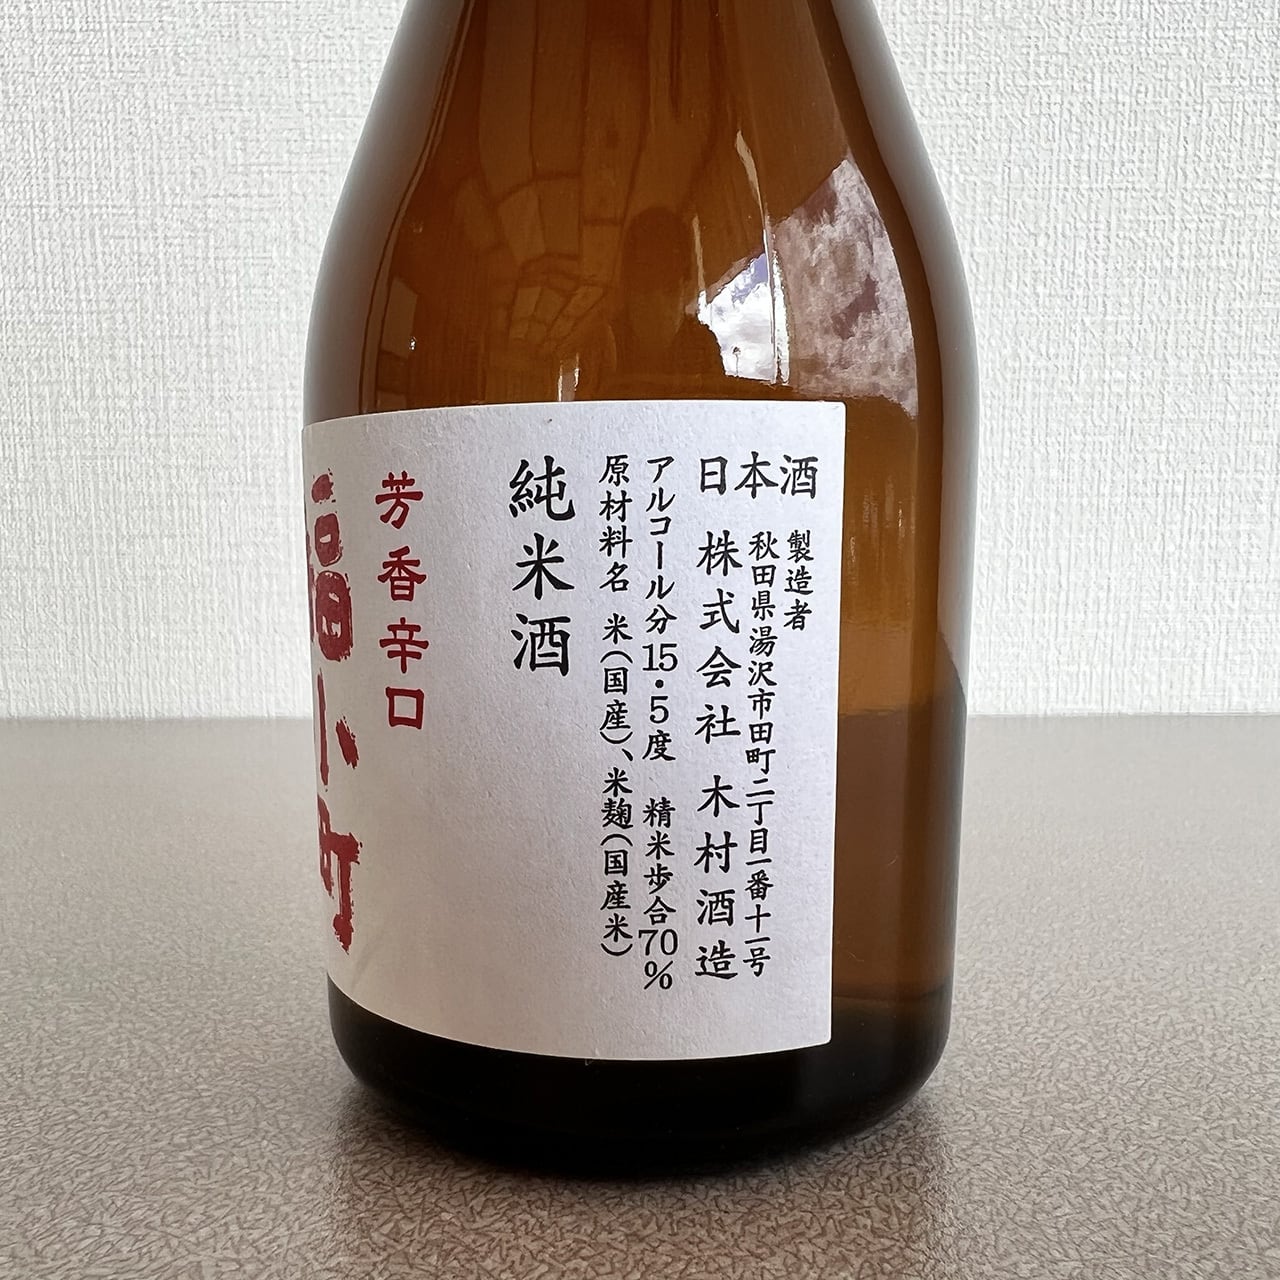 日本酒
製造者
秋田県湯沢市田町二丁目一番十一号
株式会社 木村酒造
アルコール分15・5度 精米歩合70%
原材料名 米(国産)、米麹(国産米)
純米酒
芳香辛口
福小町